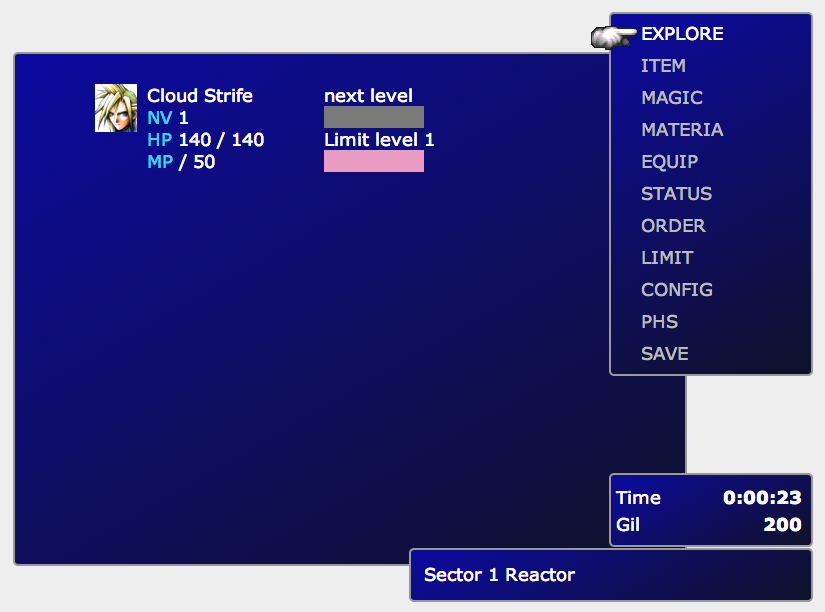 Cloud Strife
NV 1
HP 140 / 140
MP / 50
next level
Limit level 1
EXPLORE
ITEM
MAGIC
MATERIA
EQUIP
STATUS
ORDER
LIMIT
CONFIG
PHS
SAVE
Time 0:00:23
Gil 200
Sector 1 Reactor